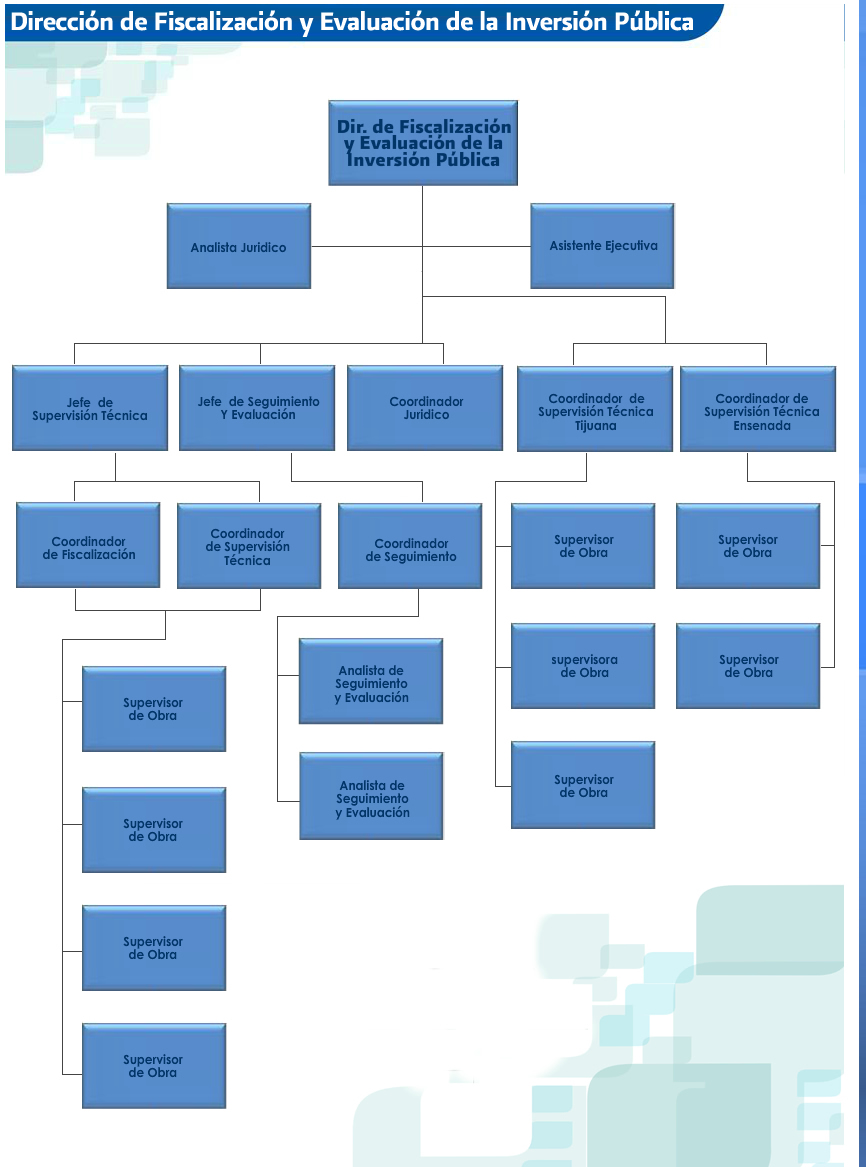 Dirección de Fiscalización y Evaluación de la Inversión Pública
Dir. de Fiscalización
y Evaluación de la
Inversión Pública
Analista Juridico
Asistente Ejecutiva
Jefe de
Supervisión Técnica
Jefe de Seguimiento
Y Evaluación
Coordinador
Juridico
Coordinador de
Supervisión Técnica
Tijuana
Coordinador de
Supervisión Técnica
Ensenada
Coordinador
de Fiscalización
Coordinador
de Supervisión
Técnica
Coordinador
de Seguimiento
Supervisor
de Obra
Supervisor
de Obra
supervisora
de Obra
Supervisor
de Obra
Analista de
Seguimiento
y Evaluación
Supervisor
de Obra
Analista de
Seguimiento
y Evaluación
Supervisor
de Obra
Supervisor
de Obra
Supervisor
de Obra
Supervisor
de Obra